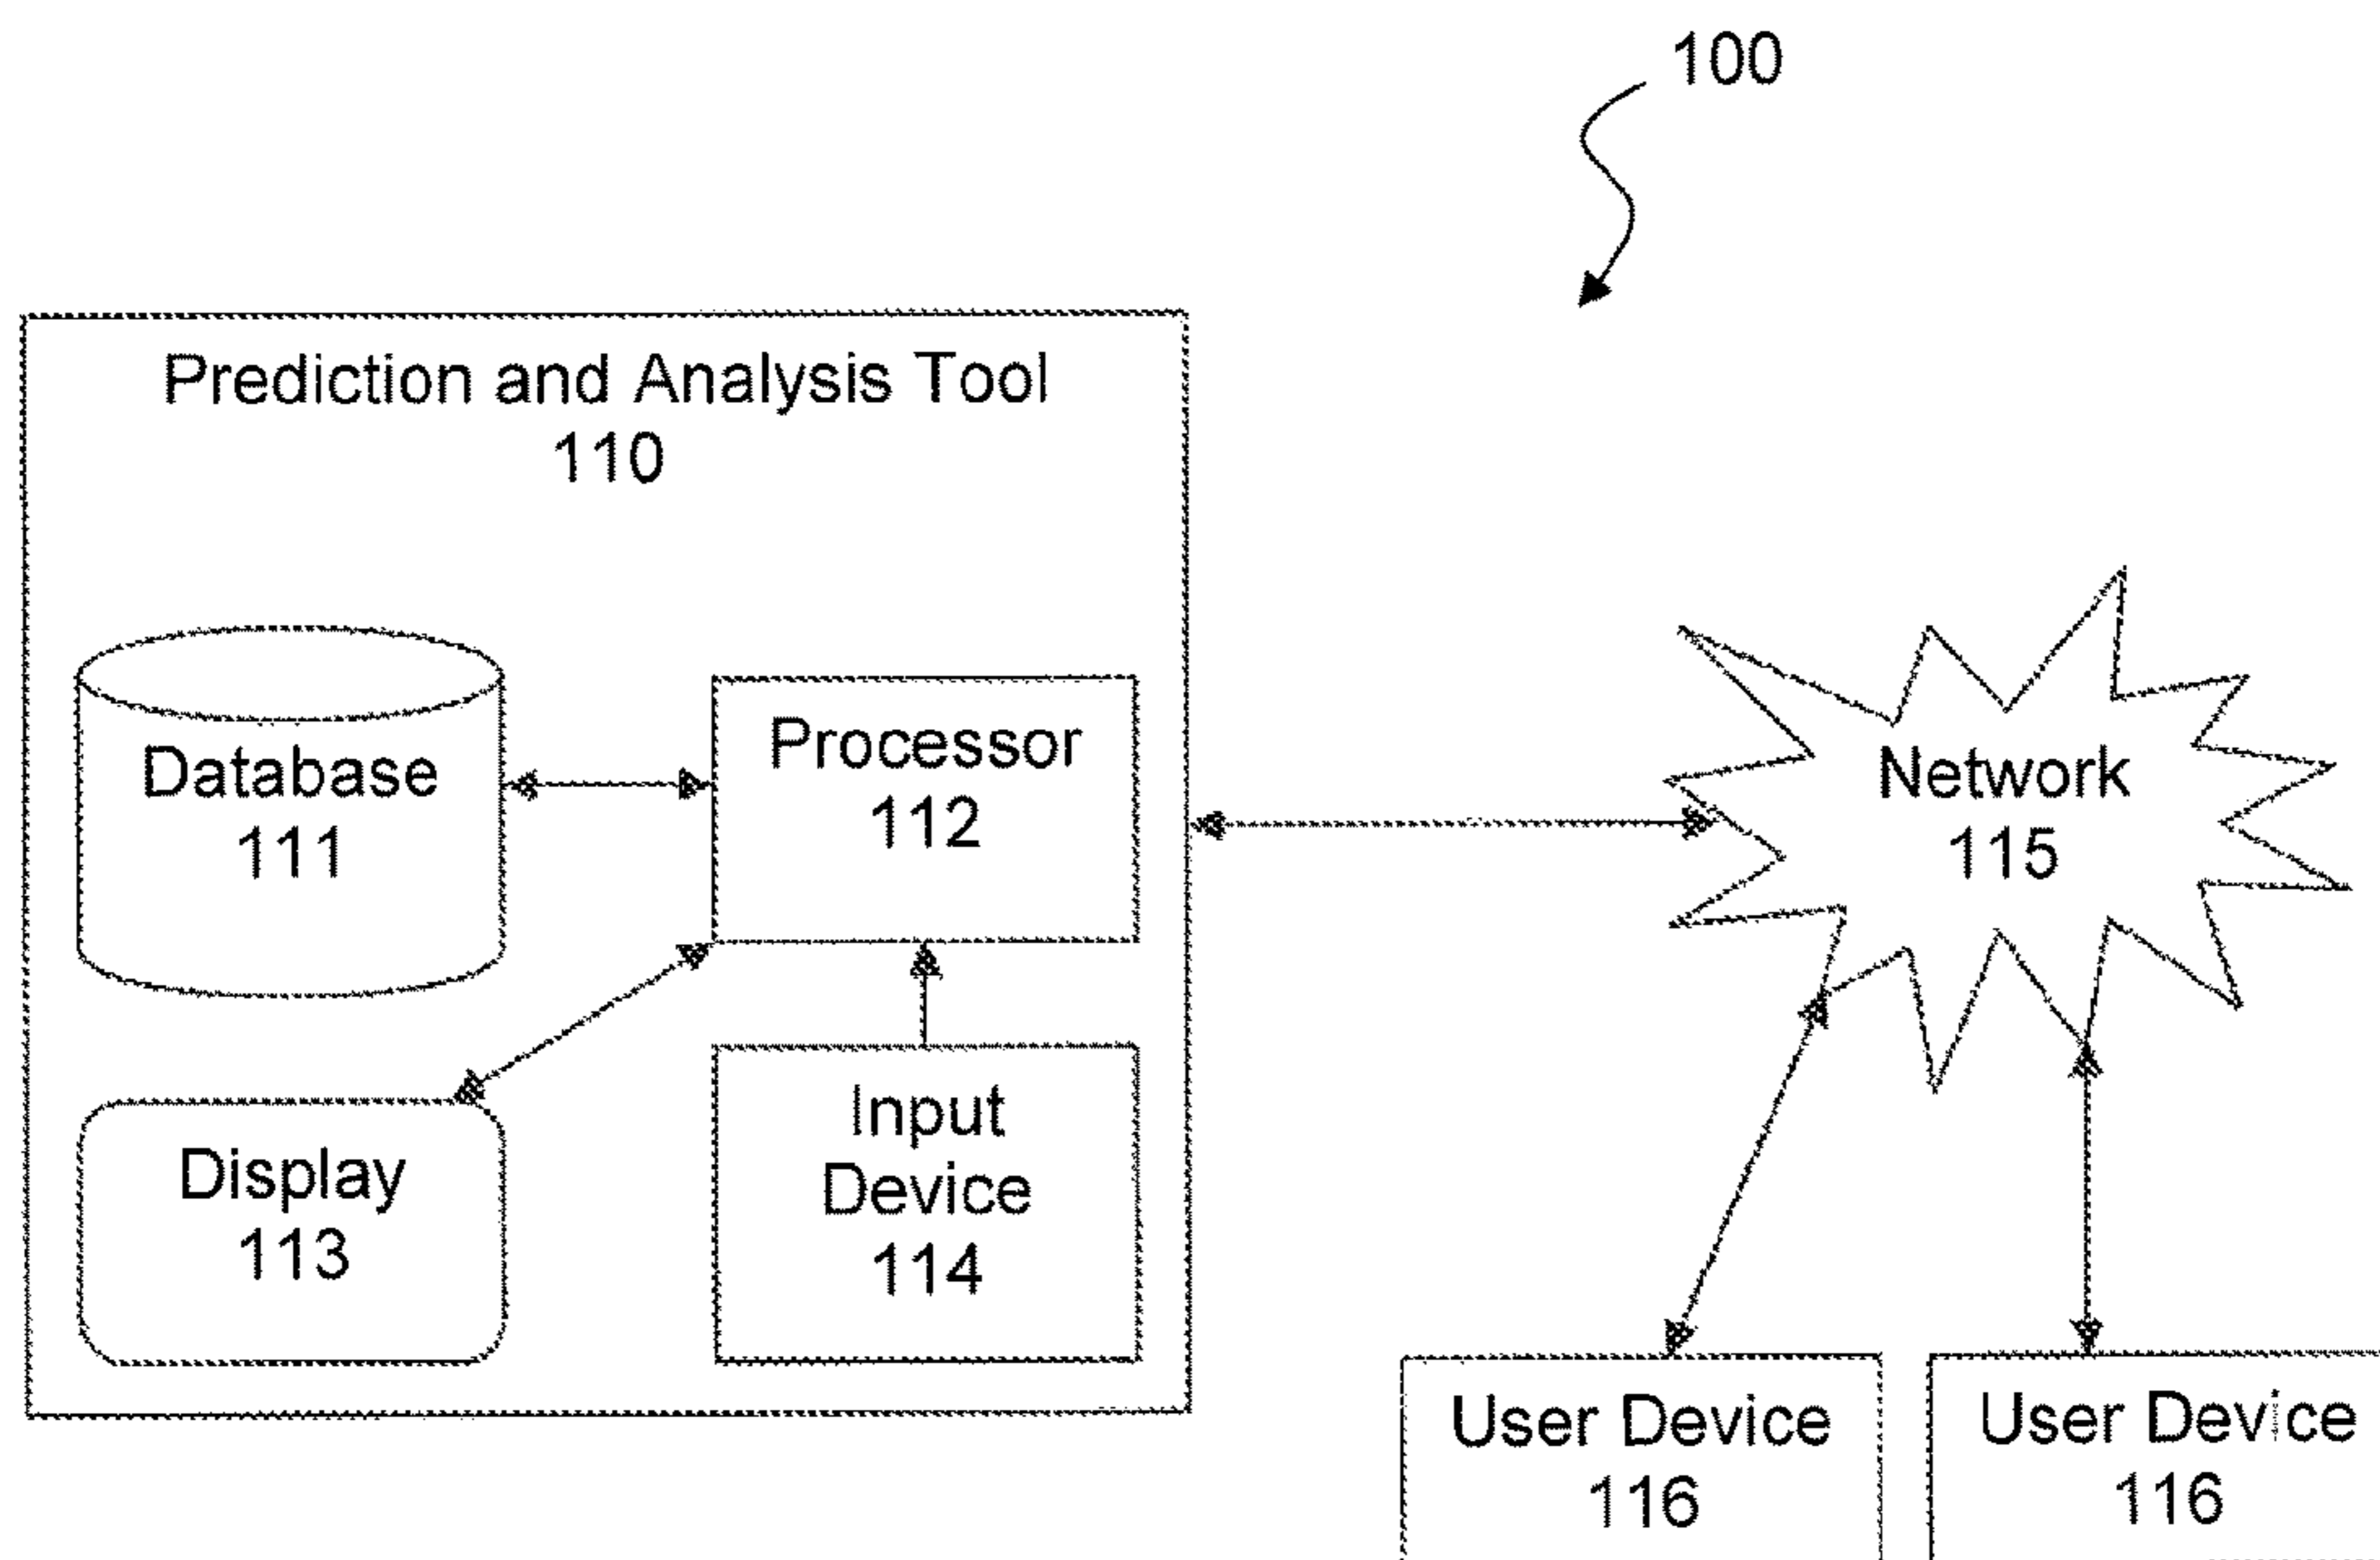 100
Prediction and Analysis Tool
110
Database
111
Processor
112
Network
115
Display
113
Input
Device
114
User Device
116
User Device
116